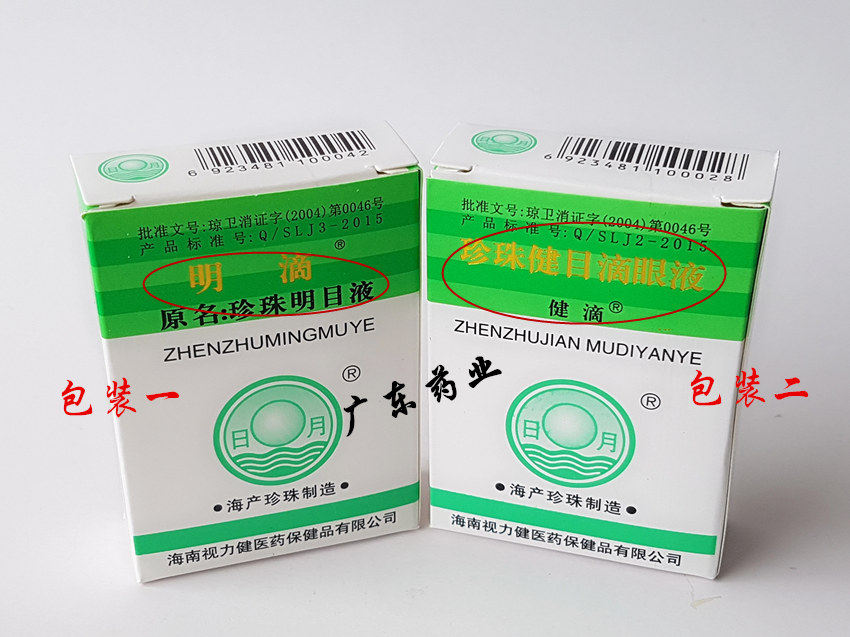 6 923481 100042
批准文号:琼卫消证字(2004)第0046号
产品标准号:Q/SLJ3-2015
明滴®
原名:珍珠明目液
ZHENZHUMINGMUYE
®
日 月
•海产珍珠制造•
海南视力健医药保健品有限公司
包装一
广东药业
6 923481 100028
批准文号:琼卫消证字(2004)第0046号
产品标准号:Q/SLJ2-2015
珍珠健目滴眼液
健滴®
ZHENZHUJIAN MUDIYANYE
®
日 月
•海产珍珠制造•
海南视力健医药保健品有限公司
包装二